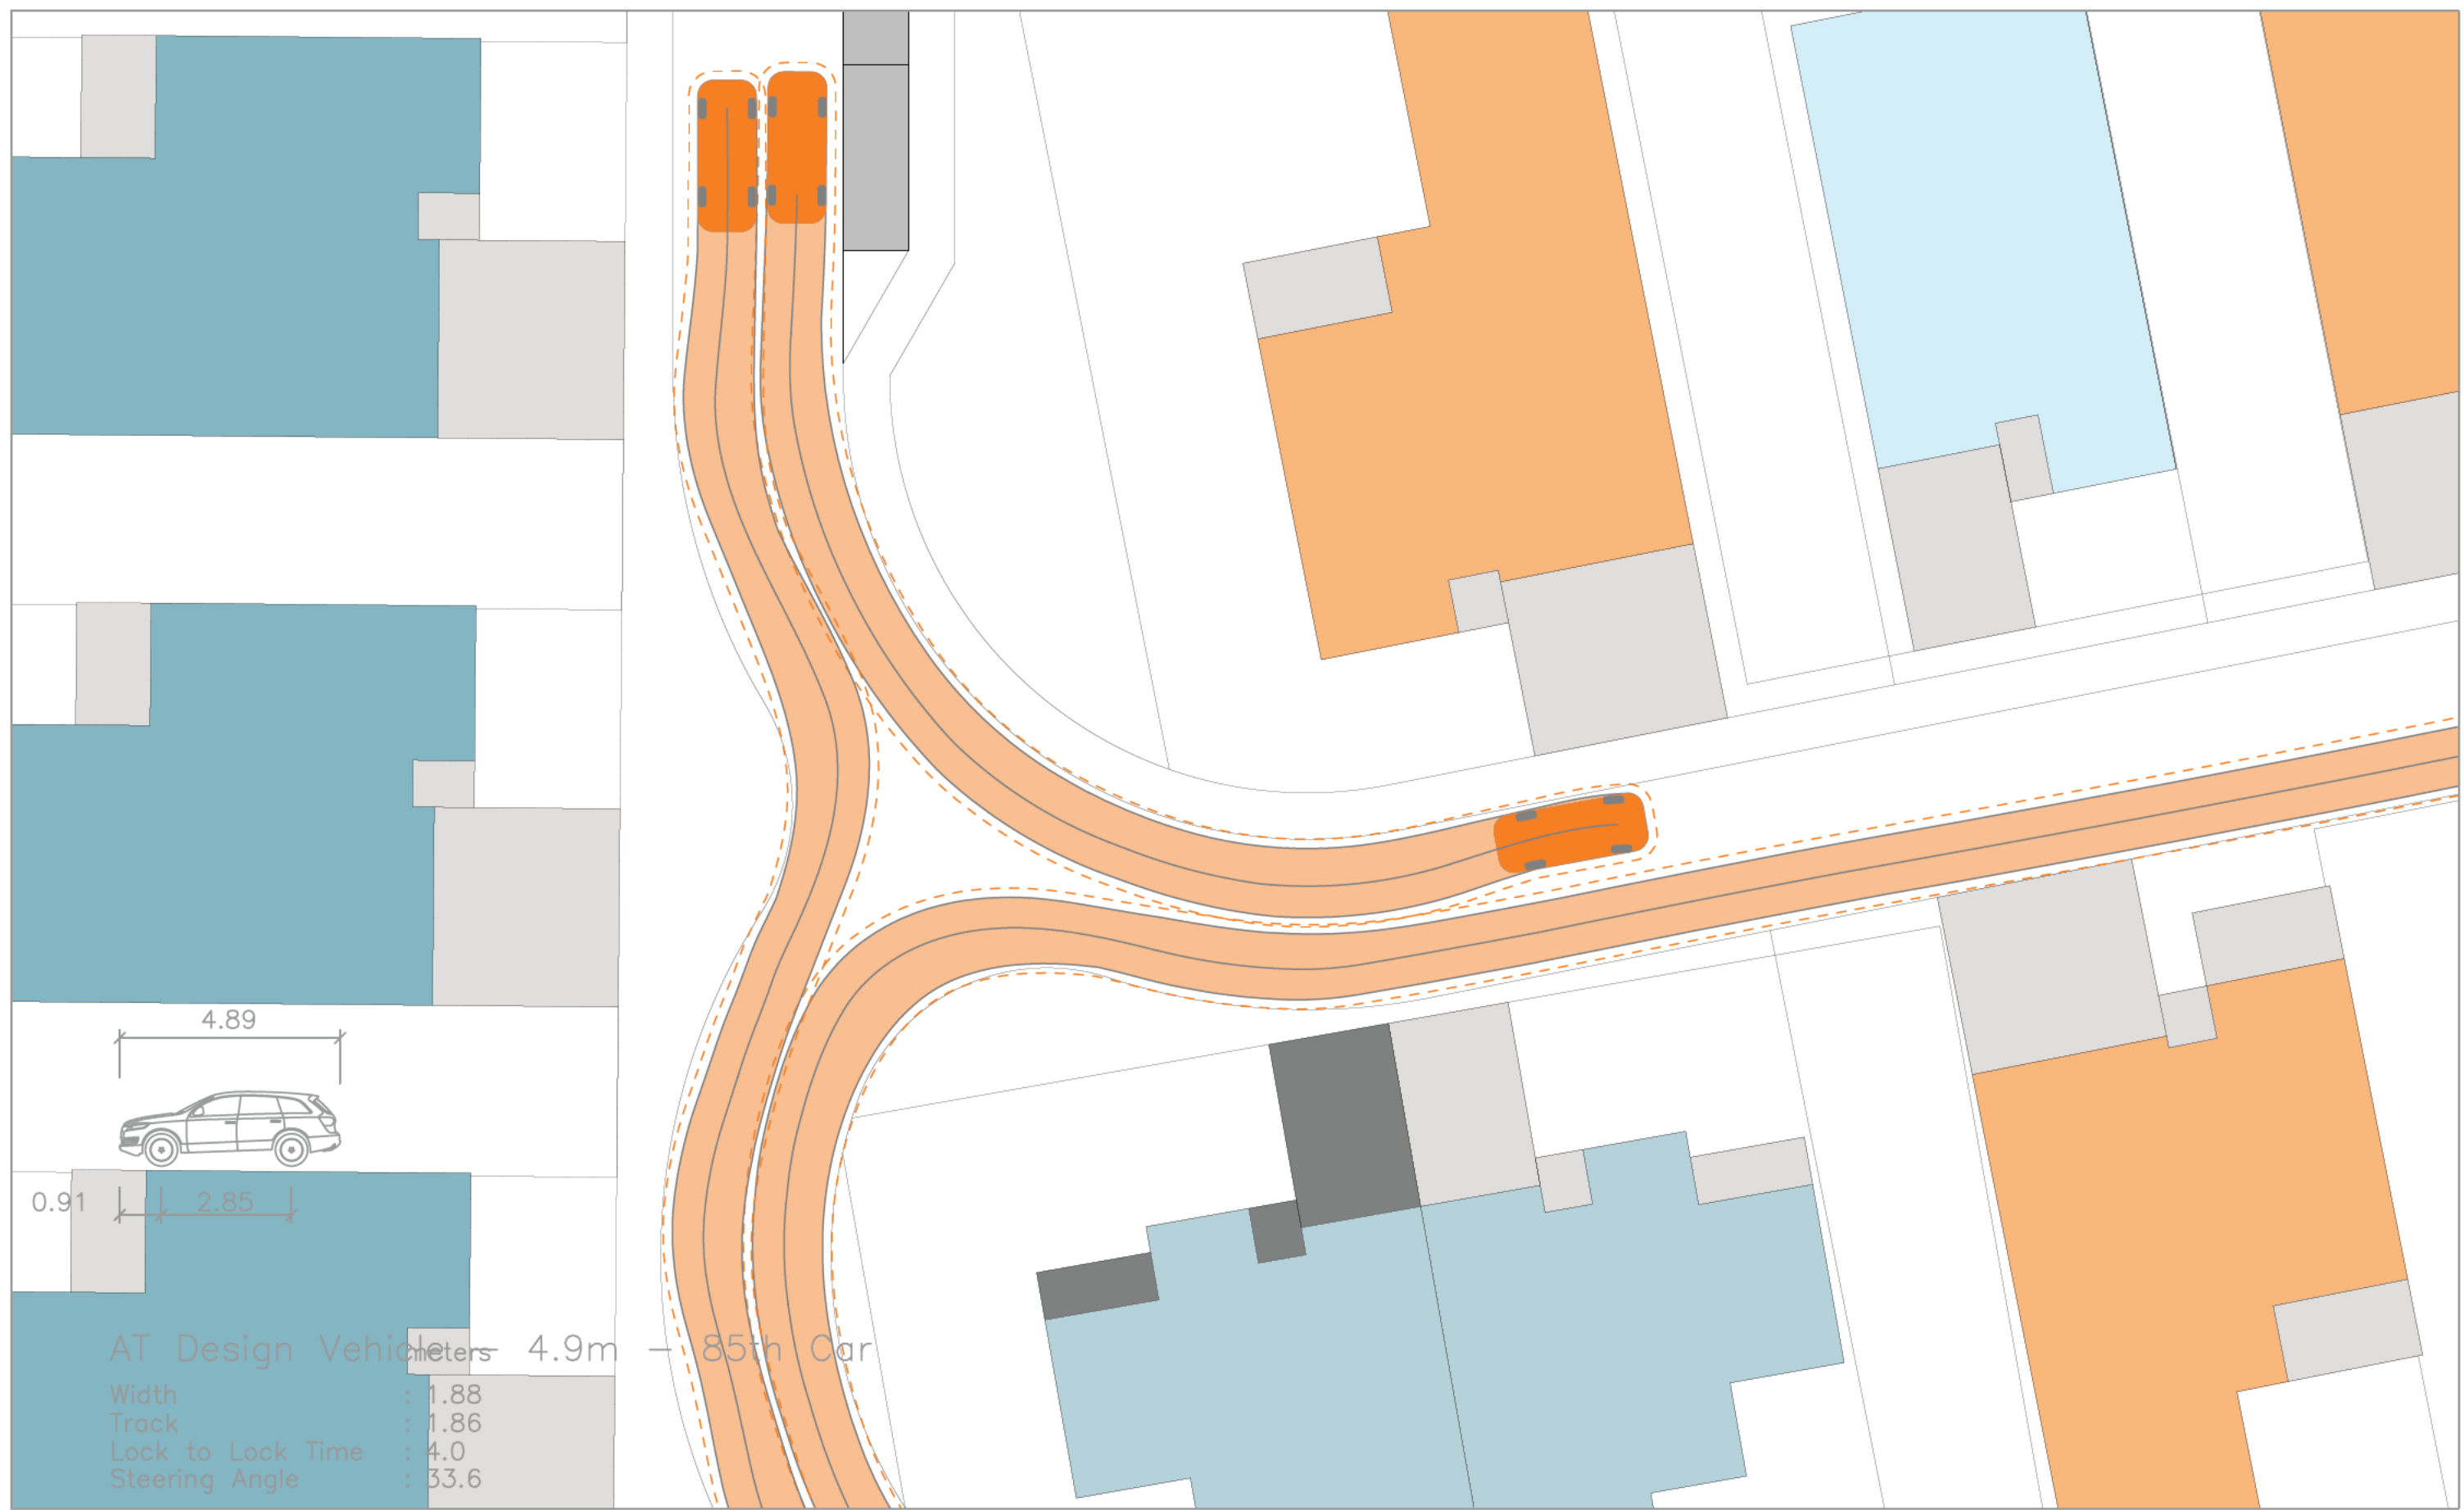 4.89
0.91 2.85
AT Design Vehicle - 4.9m - 85th Car
meters
Width : 1.88
Track : 1.86
Lock to Lock Time : 4.0
Steering Angle : 33.6